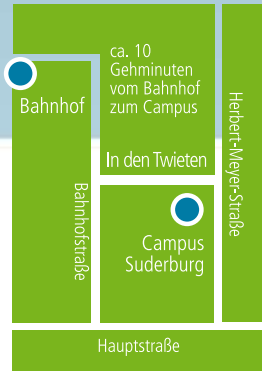 ca. 10
Gehminuten
vom Bahnhof
zum Campus
Bahnhof
In den Twieten
Herbert-Meyer-Straße
Bahnhofstraße
Campus
Suderburg
Hauptstraße